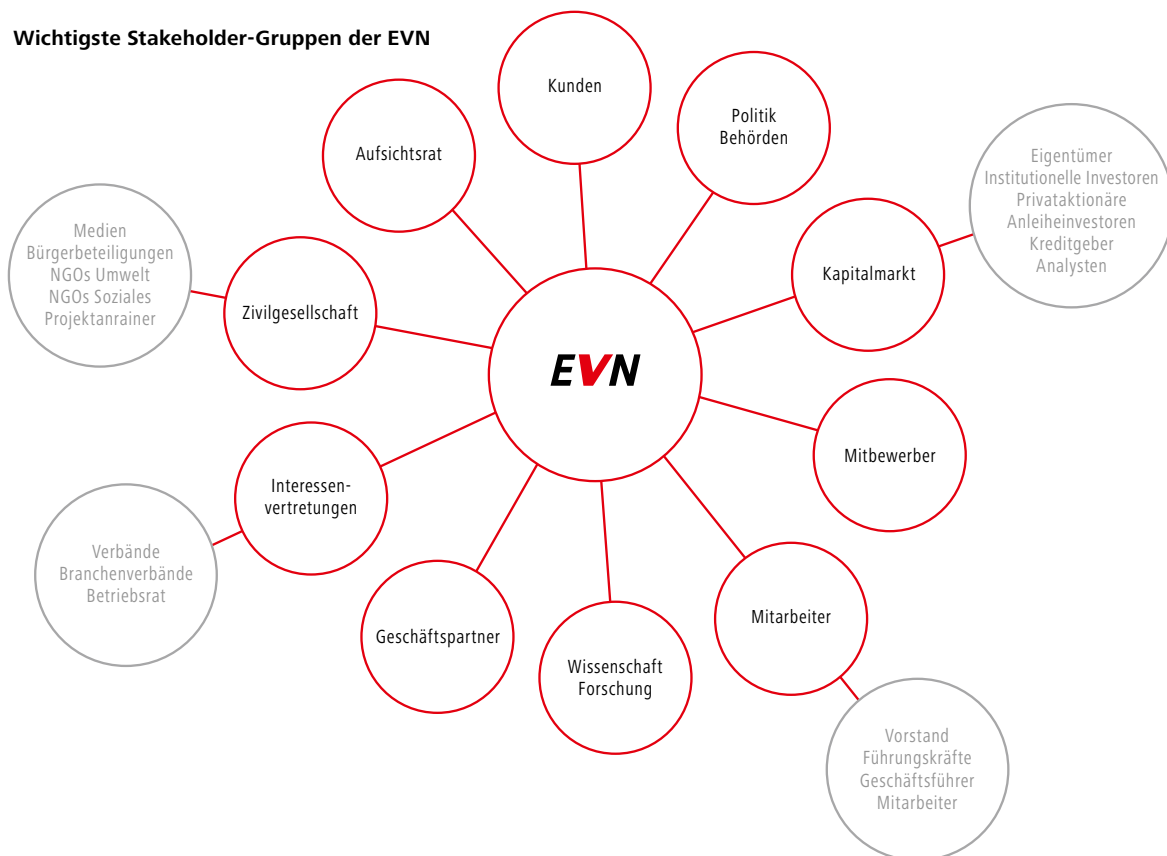 Wichtigste Stakeholder-Gruppen der EVN
Kunden
Politik
Behörden
Aufsichtsrat
Eigentümer
Institutionelle Investoren
Privataktionäre
Anleiheinvestoren
Kreditgeber
Analysten
Kapitalmarkt
Medien
Bürgerbeteiligungen
NGOs Umwelt
NGOs Soziales
Projektanrainer
Zivilgesellschaft
EVN
Mitbewerber
Interessen-
vertretungen
Verbände
Branchenverbände
Betriebsrat
Geschäftspartner
Wissenschaft
Forschung
Mitarbeiter
Vorstand
Führungskräfte
Geschäftsführer
Mitarbeiter